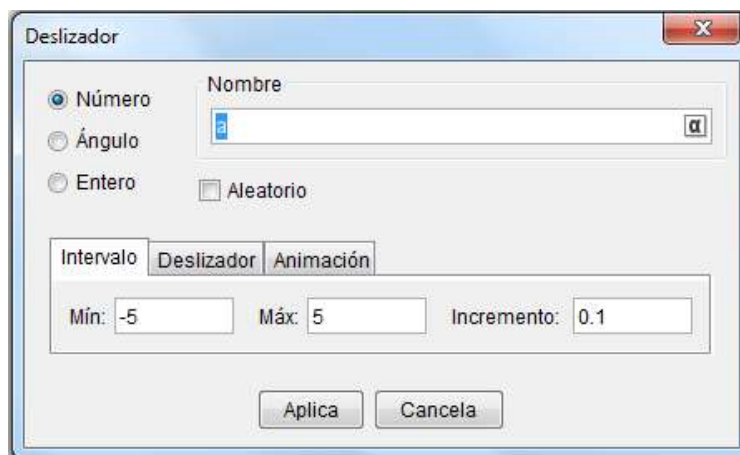 Deslizador
Número
Ángulo
Entero
Nombre
a
α
Aleatorio
Intervalo Deslizador Animación
Mín: -5 Máx: 5 Incremento: 0.1
Aplica Cancela